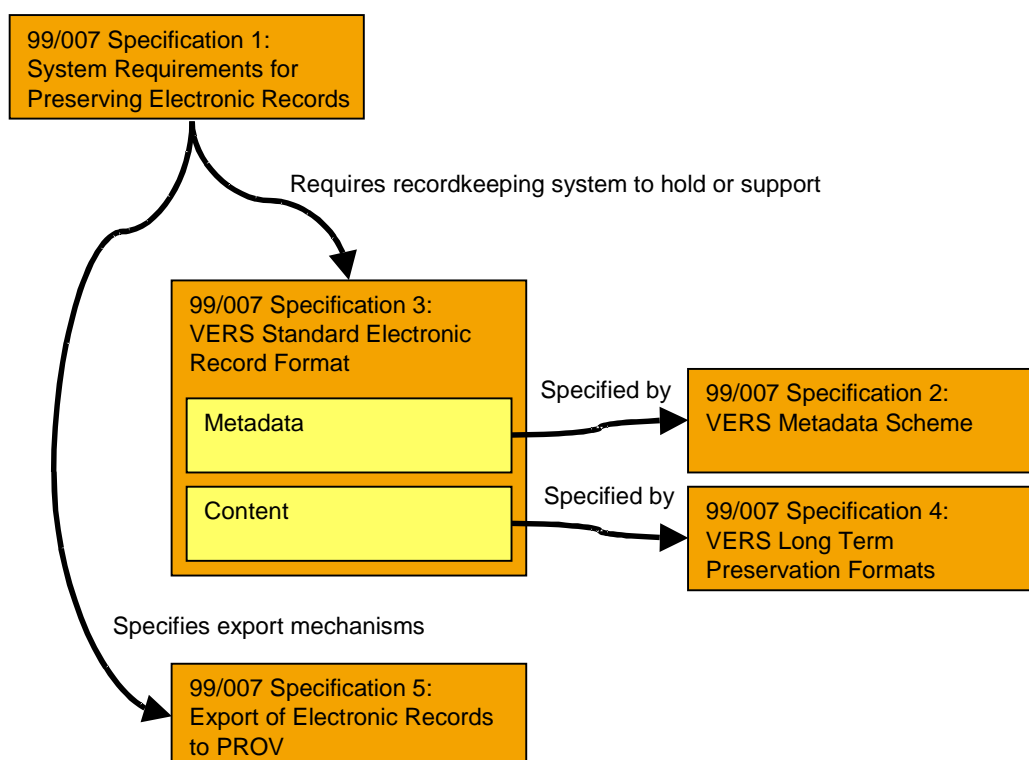 99/007 Specification 1:
System Requirements for
Preserving Electronic Records
Requires recordkeeping system to hold or support
99/007 Specification 3:
VERS Standard Electronic
Record Format
Metadata
Specified by
99/007 Specification 2:
VERS Metadata Scheme
Content
Specified by
99/007 Specification 4:
VERS Long Term
Preservation Formats
Specifies export mechanisms
99/007 Specification 5:
Export of Electronic Records
to PROV